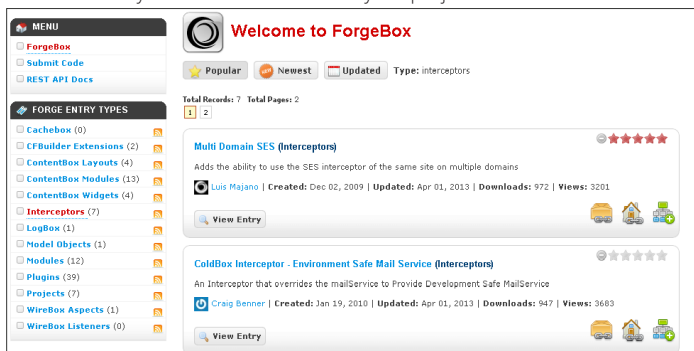 MENU
ForgeBox
Submit Code
REST API Docs
FORGE ENTRY TYPES
Cachebox (0)
CFBuilder Extensions (2)
ContentBox Layouts (4)
ContentBox Modules (13)
ContentBox Widgets (4)
Interceptors (7)
LogBox (1)
Model Objects (1)
Modules (12)
Plugins (39)
Projects (7)
WireBox Aspects (1)
WireBox Listeners (0)
Welcome to ForgeBox
Popular Newest Updated Type: interceptors
Total Records: 7 Total Pages: 2
1 2
Multi Domain SES (Interceptors)
Adds the ability to use the SES interceptor of the same site on multiple domains
Luis Majano | Created: Dec 02, 2009 | Updated: Apr 01, 2013 | Downloads: 972 | Views: 3201
View Entry
ColdBox Interceptor - Environment Safe Mail Service (Interceptors)
An Interceptor that overrides the mailService to Provide Development Safe MailService
Craig Benner | Created: Jan 19, 2010 | Updated: Apr 01, 2013 | Downloads: 947 | Views: 3683
View Entry